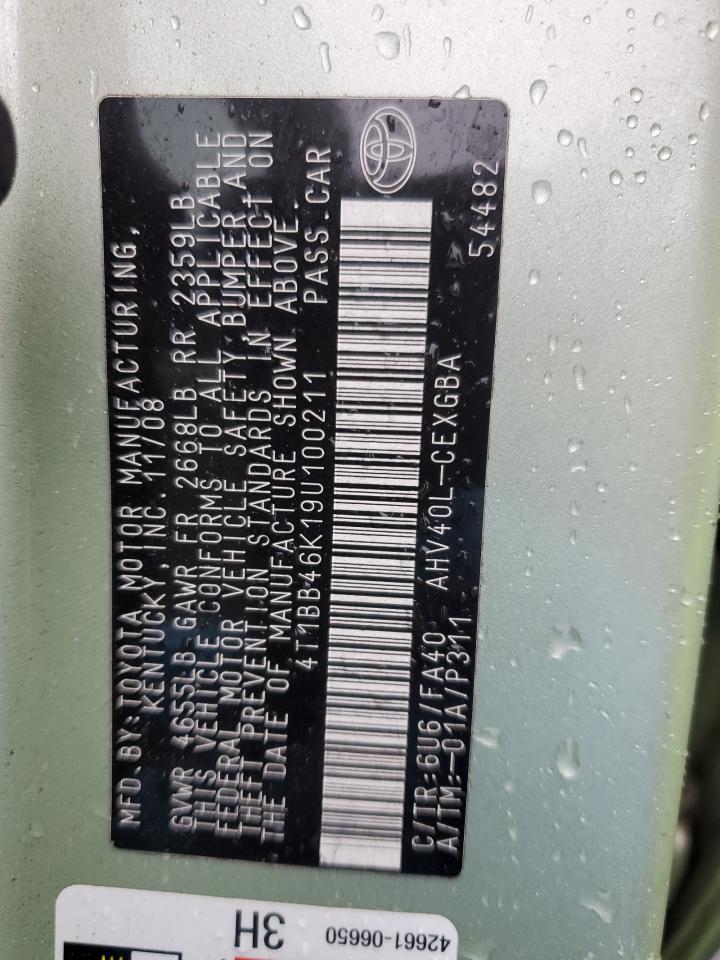 MFD.BY:TOYOTA MOTOR MANUFACTURING,
KENTUCKY,INC. 11/08
GVWR 4655LB GAWR FR 2668LB RR 2359LB
THIS VEHICLE CONFORMS TO ALL APPLICABLE
FEDERAL MOTOR VEHICLE SAFETY,BUMPER,AND
THEFT PREVENTION STANDARDS IN EFFECT ON
THE DATE OF MANUFACTURE SHOWN ABOVE.
4T1BB46K19U100211 PASS.CAR
C/TR:6U6/FA40 AHV40L-CEXGBA
A/TM:-01A/P311 54482
3H
42661-06650